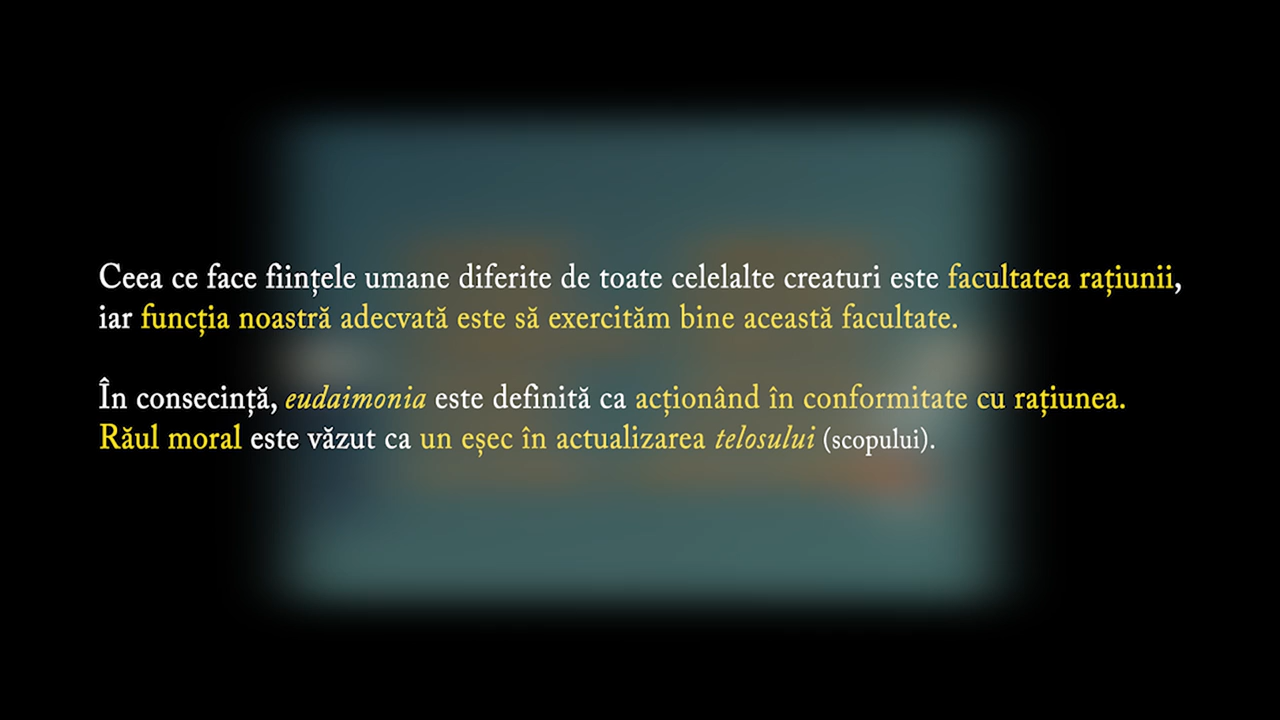 Ceea ce face ființele umane diferite de toate celelalte creaturi este facultatea rațiunii,
iar funcția noastră adecvată este să exercităm bine această facultate.
În consecință, eudaimonia este definită ca acționând în conformitate cu rațiunea.
Răul moral este văzut ca un eșec în actualizarea telosului (scopului).